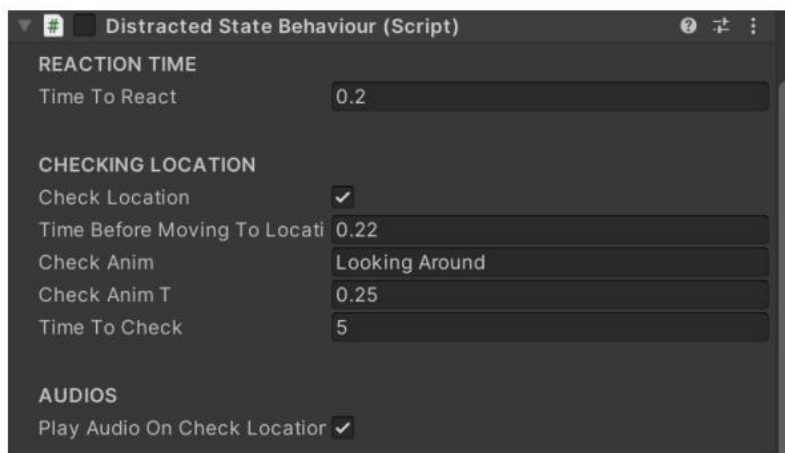 # Distracted State Behaviour (Script)
REACTION TIME
Time To React 0.2
CHECKING LOCATION
Check Location
Time Before Moving To Locati 0.22
Check Anim Looking Around
Check Anim T 0.25
Time To Check 5
AUDIOS
Play Audio On Check Location